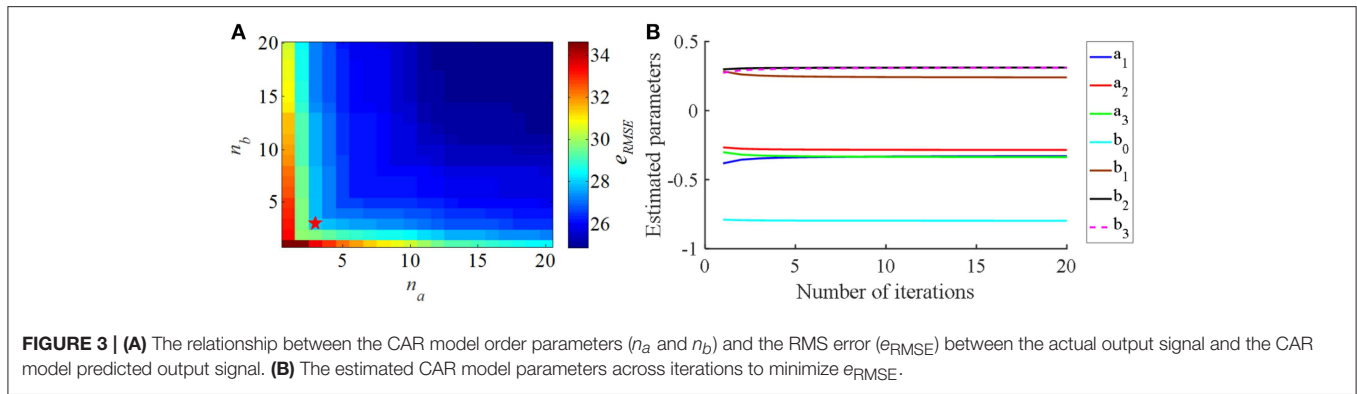 A
20
15
10
5
n_b
5
10
15
20
n_a
34
32
30
28
26
e_RMSE
B
0.5
0
-0.5
-1
Estimated parameters
0
5
10
15
20
Number of iterations
a_1
a_2
a_3
b_0
b_1
b_2
b_3
FIGURE 3 | (A) The relationship between the CAR model order parameters (n_a and n_b) and the RMS error (e_RMSE) between the actual output signal and the CAR
model predicted output signal. (B) The estimated CAR model parameters across iterations to minimize e_RMSE.